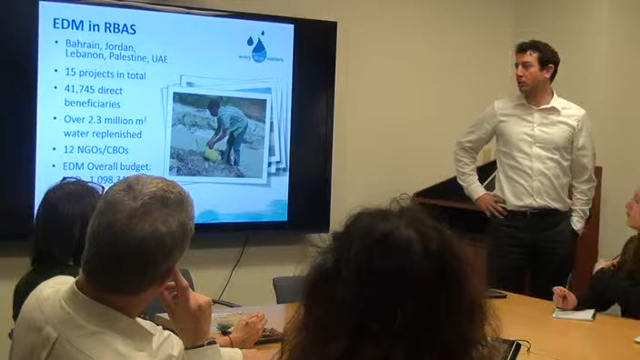 EDM in RBAS
• Bahrain, Jordan,
Lebanon, Palestine, UAE
• 15 projects in total
• 41,745 direct
beneficiaries
• Over 2.3 million m²
water replenished
• 12 NGOs/CBOs
• EDM Overall budget:
every drop matters